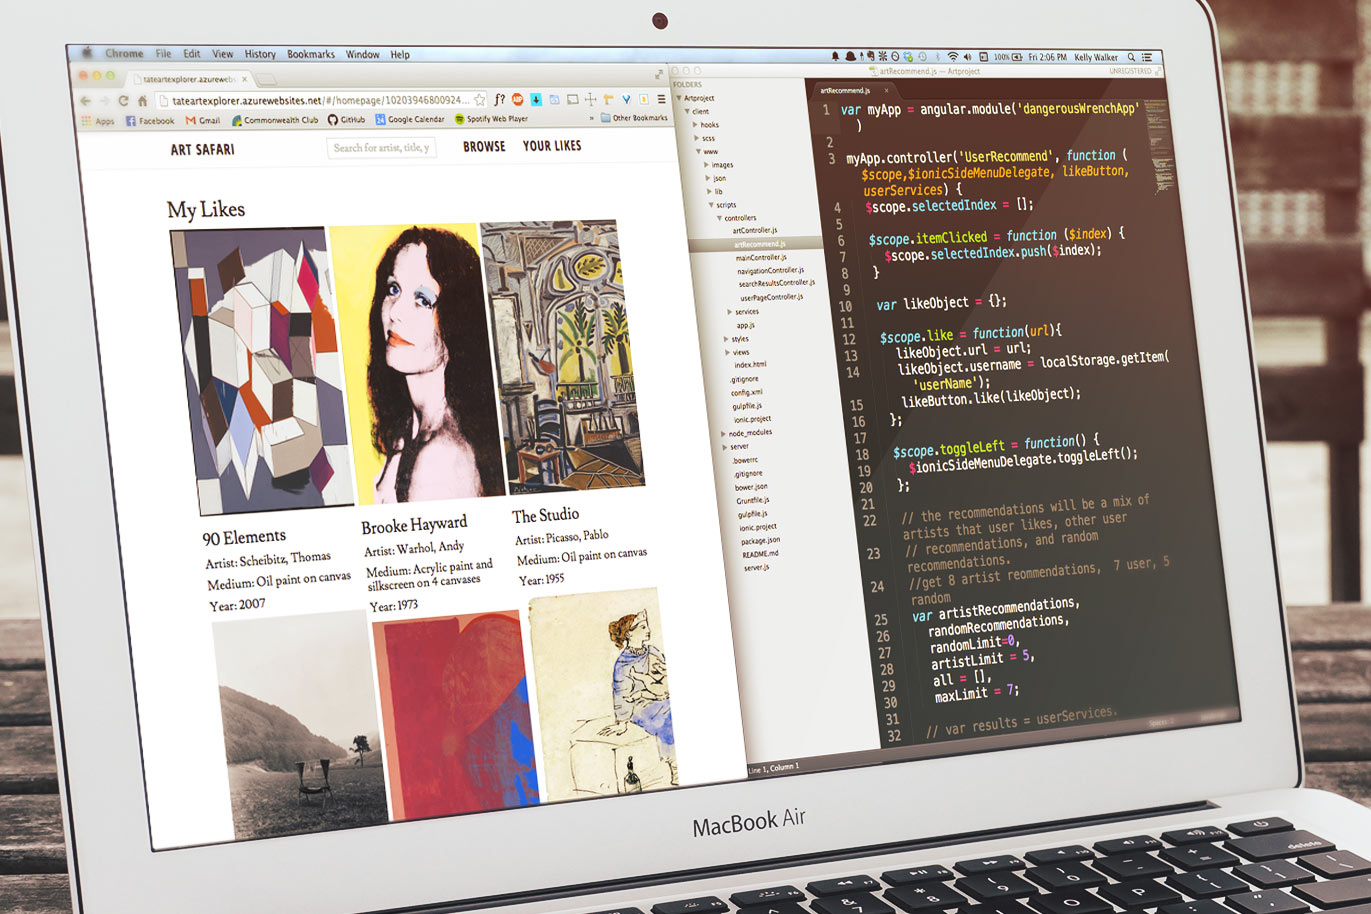 Chrome File Edit View History Bookmarks Window Help
100% Fri 2:06 PM Kelly Walker
tateartexplorer.azurewebs
tateartexplorer.azurewebsites.net/#/homepage/10203946800924...
f?
ABP
Apps Facebook Gmail Commonwealth Club GitHub Google Calendar Spotify Web Player » Other Bookmarks
ART SAFARI
Search for artist, title, y
BROWSE YOUR LIKES
My Likes
90 Elements
Artist: Scheibitz, Thomas
Medium: Oil paint on canvas
Year: 2007
Brooke Hayward
Artist: Warhol, Andy
Medium: Acrylic paint and
silkscreen on 4 canvases
Year: 1973
The Studio
Artist: Picasso, Pablo
Medium: Oil paint on canvas
Year: 1955
artRecommend.js — Artproject
UNREGISTERED
FOLDERS
Artproject
client
hooks
scss
www
images
json
lib
scripts
controllers
artController.js
artRecommend.js
mainController.js
navigationController.js
searchResultsController.js
userPageController.js
services
app.js
styles
views
index.html
.gitignore
config.xml
gulpfile.js
ionic.project
node_modules
server
.bowerrc
.gitignore
bower.json
Gruntfile.js
gulpfile.js
ionic.project
package.json
README.md
server.js
artRecommend.js
1 var myApp = angular.module('dangerousWrenchApp'
)
2
3 myApp.controller('UserRecommend', function (
$scope,$ionicSideMenuDelegate, likeButton,
userServices) {
4 $scope.selectedIndex = [];
5
6 $scope.itemClicked = function ($index) {
7 $scope.selectedIndex.push($index);
8 }
9
10 var likeObject = {};
11
12 $scope.like = function(url){
13 likeObject.url = url;
14 likeObject.username = localStorage.getItem(
'userName');
15 likeButton.like(likeObject);
16 };
17
18 $scope.toggleLeft = function() {
19 $ionicSideMenuDelegate.toggleLeft();
20 };
21
22 // the recommendations will be a mix of
artists that user likes, other user
23 // recommendations, and random
recommendations.
24 //get 8 artist reommendations, 7 user, 5
random
25 var artistRecommendations,
26 randomRecommendations,
27 randomLimit=0,
28 artistLimit = 5,
29 all = [],
30 maxLimit = 7;
31
32 // var results = userServices.
Line 1, Column 1
MacBook Air
delete